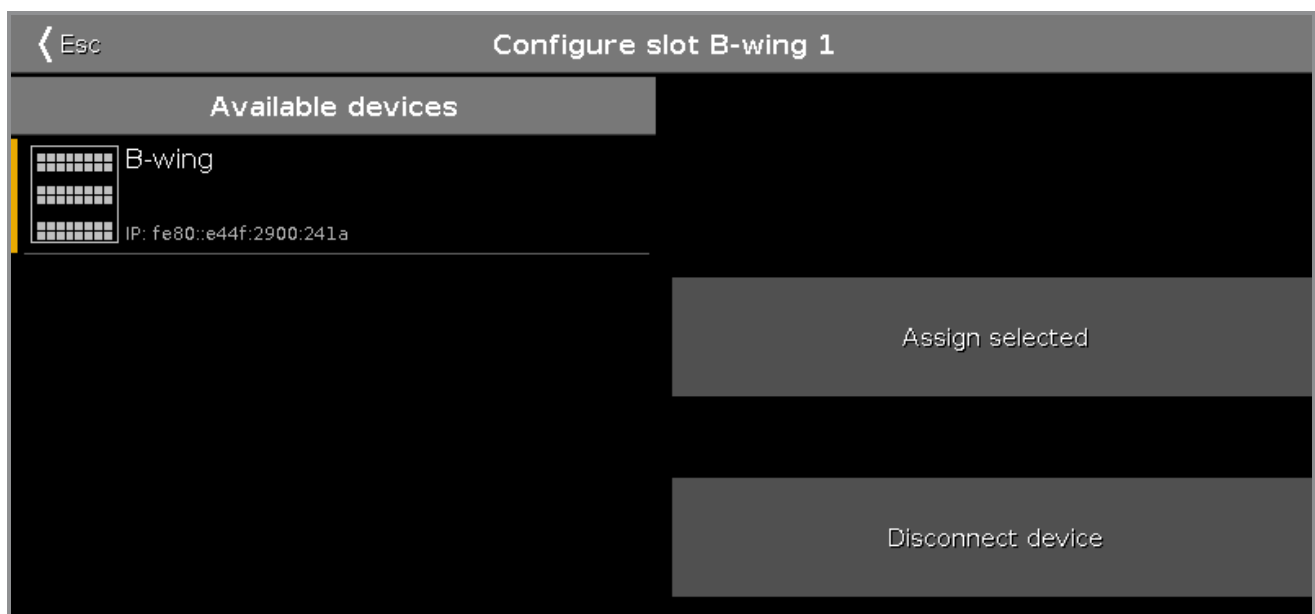 Esc
Configure slot B-wing 1
Available devices
B-wing
IP: fe80::e44f:2900:241a
Assign selected
Disconnect device